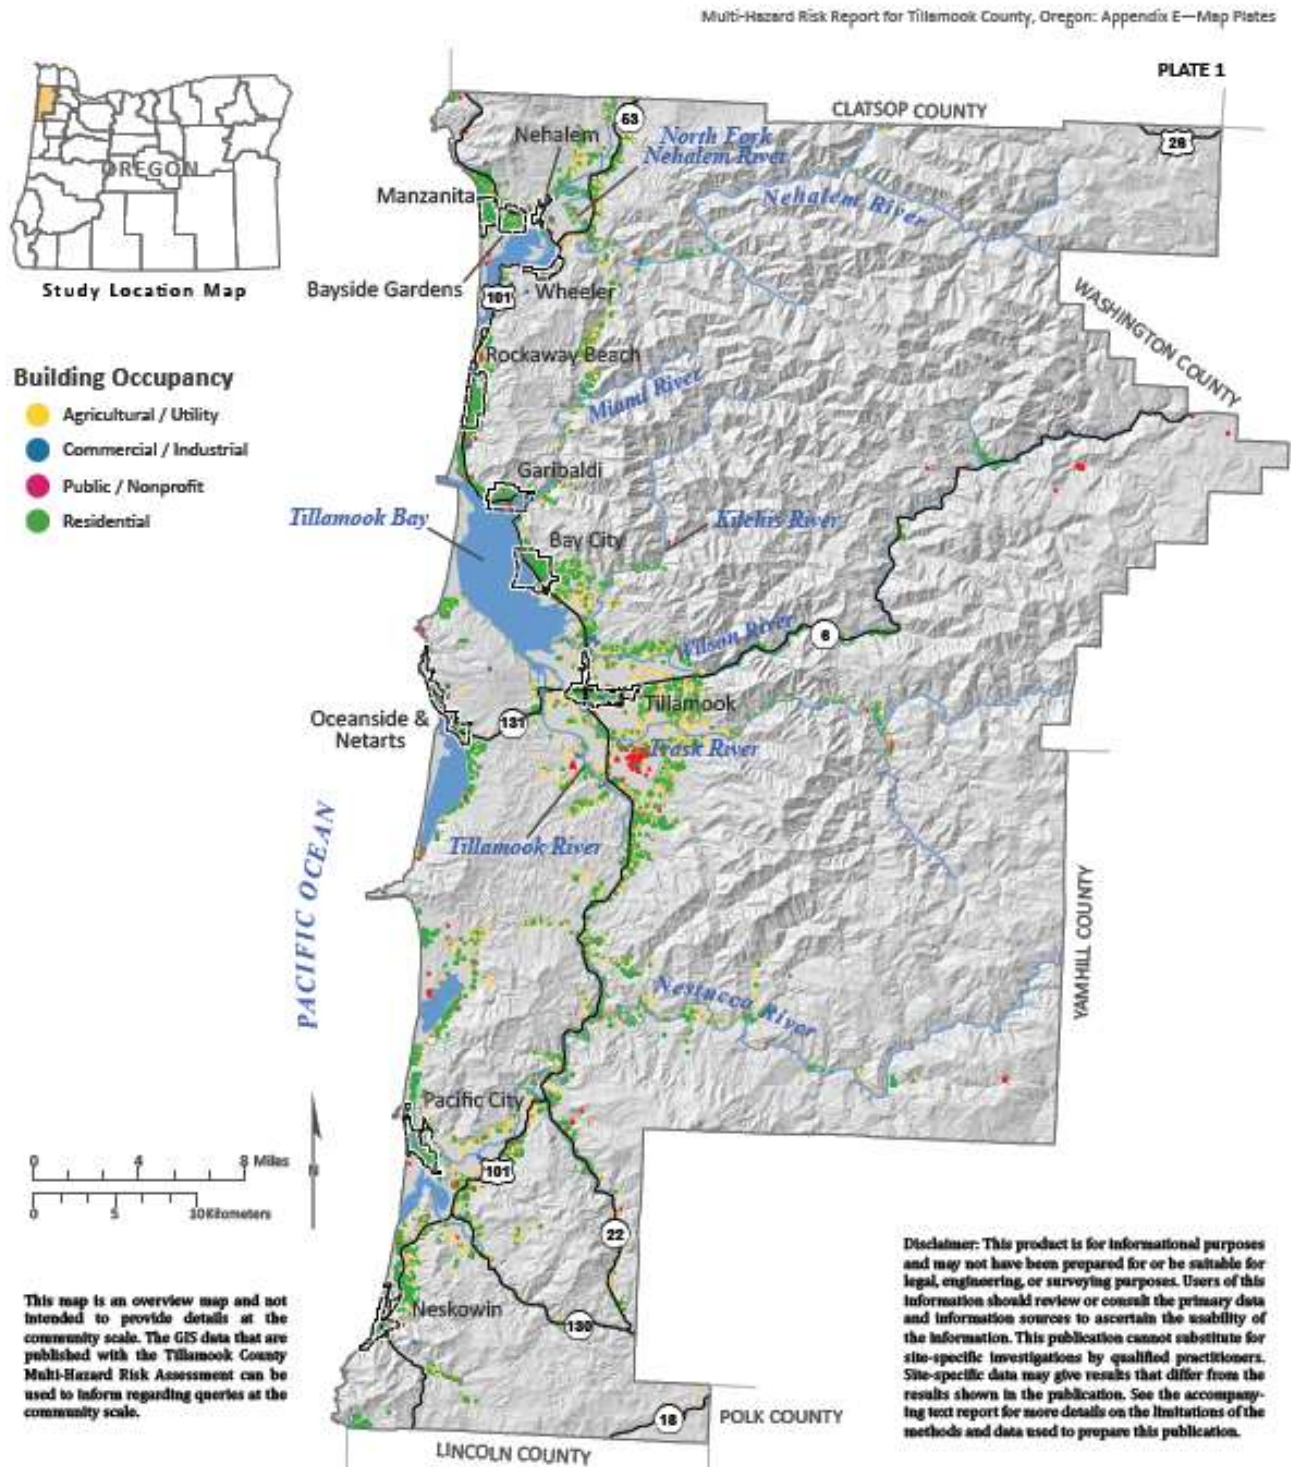 Multi-Hazard Risk Report for Tillamook County, Oregon: Appendix E—Map Plates
PLATE 1
CLATSOP COUNTY
OREGON
Study Location Map
Nehalem
53
North Fork
Nehalem River
26
Manzanita
Nehalem River
Bayside Gardens
101
Wheeler
WASHINGTON COUNTY
Rockaway Beach
Miami River
Building Occupancy
Agricultural / Utility
Commercial / Industrial
Public / Nonprofit
Residential
Garibaldi
Tillamook Bay
Kilchis River
Bay City
Wilson River
6
Oceanside &
Netarts
131
Tillamook
Trask River
Tillamook River
PACIFIC OCEAN
YAMHILL COUNTY
Nestucca River
Pacific City
0 4 8 Miles
0 5 10 Kilometers
N
101
22
Neskowin
130
This map is an overview map and not
intended to provide details at the
community scale. The GIS data that are
published with the Tillamook County
Multi-Hazard Risk Assessment can be
used to inform regarding queries at the
community scale.
Disclaimer: This product is for informational purposes
and may not have been prepared for or be suitable for
legal, engineering, or surveying purposes. Users of this
information should review or consult the primary data
and information sources to ascertain the usability of
the information. This publication cannot substitute for
site-specific investigations by qualified practitioners.
Site-specific data may give results that differ from the
results shown in the publication. See the accompany-
ing text report for more details on the limitations of the
methods and data used to prepare this publication.
18
POLK COUNTY
LINCOLN COUNTY